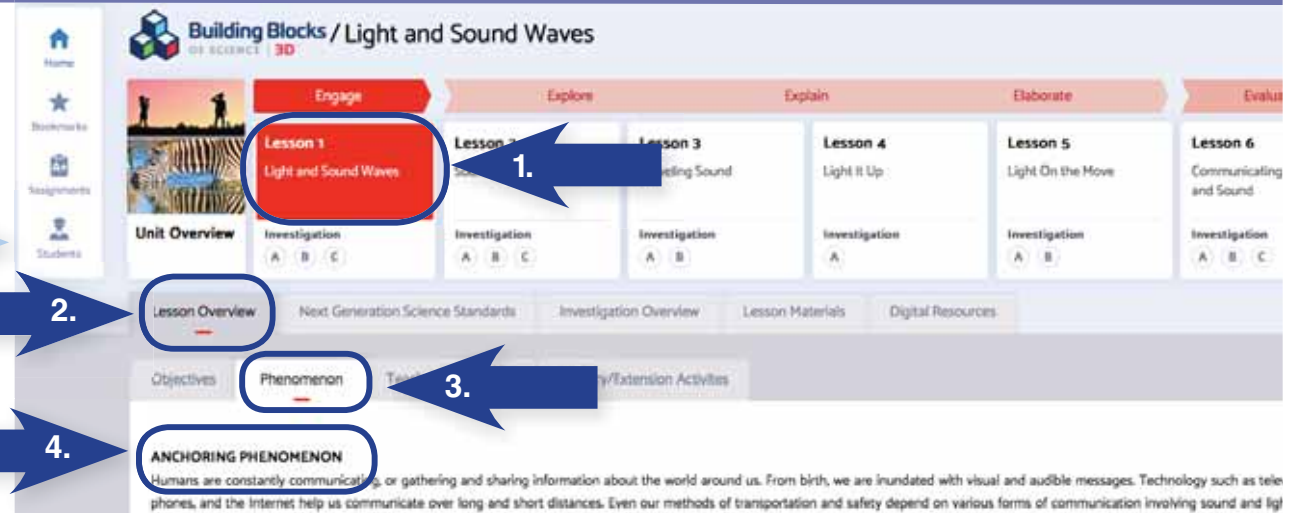 Building Blocks / Light and Sound Waves
OF SCIENCE 3D
Home
Bookmarks
Assignments
Students
Engage
Explore
Explain
Elaborate
Unit Overview
Lesson 1
Light and Sound Waves
Investigation
A B C
Lesson
Investigation
A B C
Lesson 3
Sound
Investigation
A B
Lesson 4
Light It Up
Investigation
A
Lesson 5
Light On the Move
Investigation
A B
Lesson 6
Communicating
and Sound
Investigation
A B C
1.
2.
Lesson Overview
Next Generation Science Standards
Investigation Overview
Lesson Materials
Digital Resources
Objectives
Phenomenon
3.
/Extension Activites
4.
ANCHORING PHENOMENON
Humans are constantly communicating, or gathering and sharing information about the world around us. From birth, we are inundated with visual and audible messages. Technology such as
phones, and the Internet help us communicate over long and short distances. Even our methods of transportation and safety depend on various forms of communication involving sound and